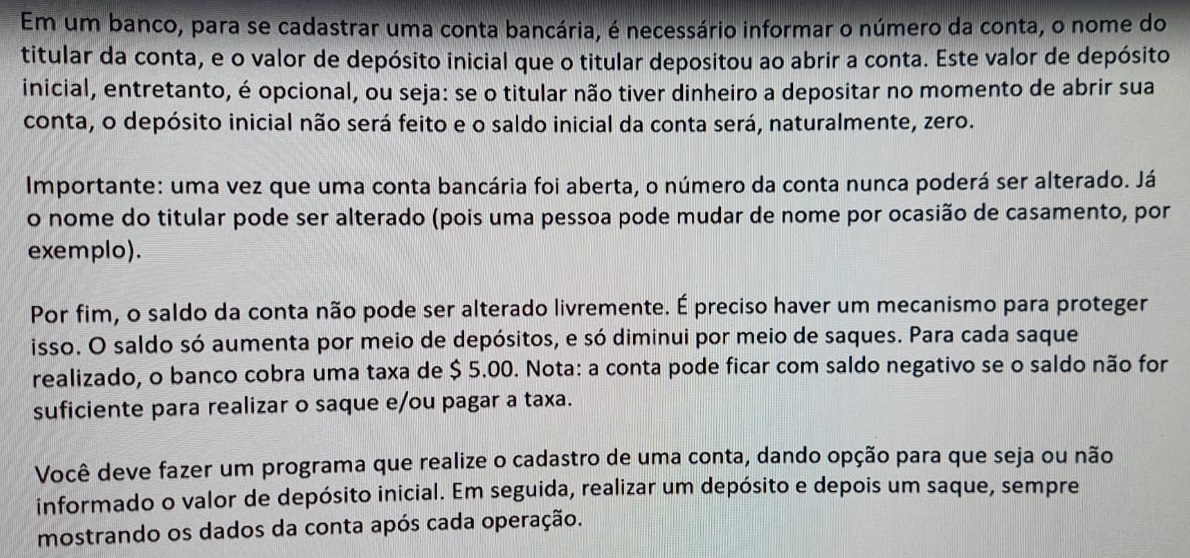 Em um banco, para se cadastrar uma conta bancária, é necessário informar o número da conta, o nome do
titular da conta, e o valor de depósito inicial que o titular depositou ao abrir a conta. Este valor de depósito
inicial, entretanto, é opcional, ou seja: se o titular não tiver dinheiro a depositar no momento de abrir sua
conta, o depósito inicial não será feito e o saldo inicial da conta será, naturalmente, zero.
Importante: uma vez que uma conta bancária foi aberta, o número da conta nunca poderá ser alterado. Já
o nome do titular pode ser alterado (pois uma pessoa pode mudar de nome por ocasião de casamento, por
exemplo).
Por fim, o saldo da conta não pode ser alterado livremente. É preciso haver um mecanismo para proteger
isso. O saldo só aumenta por meio de depósitos, e só diminui por meio de saques. Para cada saque
realizado, o banco cobra uma taxa de $ 5.00. Nota: a conta pode ficar com saldo negativo se o saldo não for
suficiente para realizar o saque e/ou pagar a taxa.
Você deve fazer um programa que realize o cadastro de uma conta, dando opção para que seja ou não
informado o valor de depósito inicial. Em seguida, realizar um depósito e depois um saque, sempre
mostrando os dados da conta após cada operação.